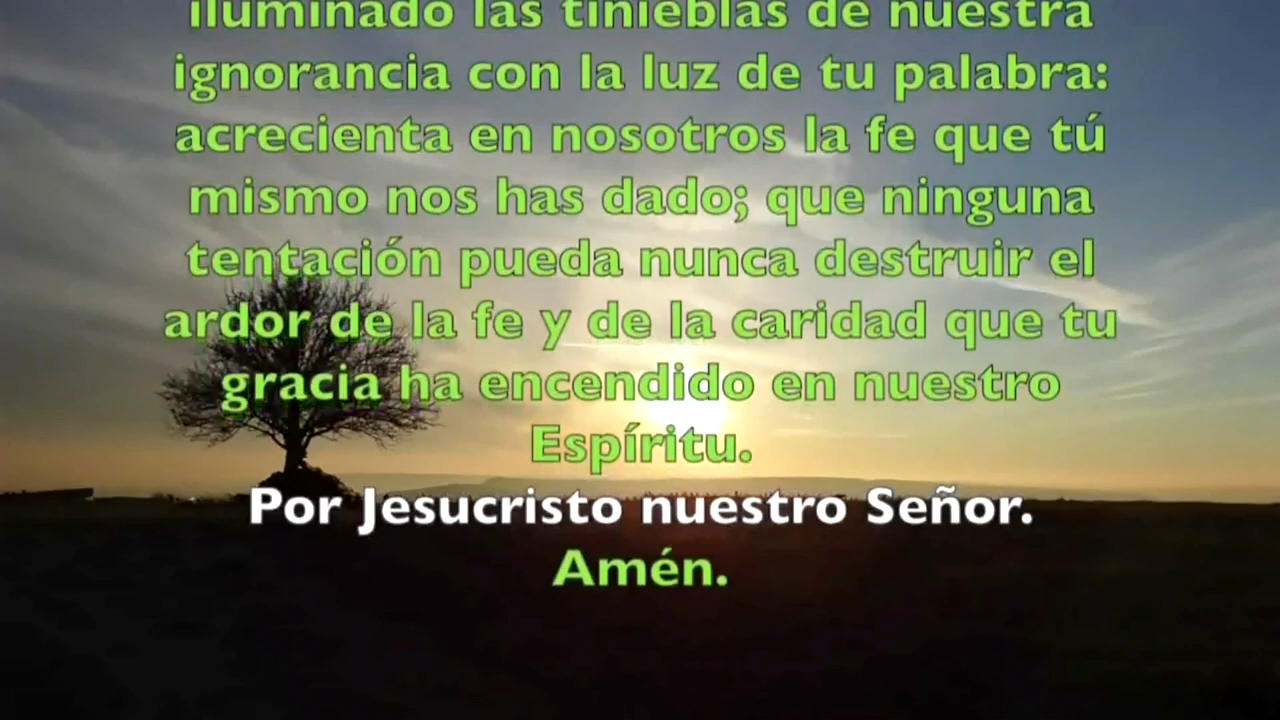 iluminado las tinieblas de nuestra
ignorancia con la luz de tu palabra:
acrecienta en nosotros la fe que tú
mismo nos has dado; que ninguna
tentación pueda nunca destruir el
ardor de la fe y de la caridad que tu
gracia ha encendido en nuestro
Espíritu.
Por Jesucristo nuestro Señor.
Amén.